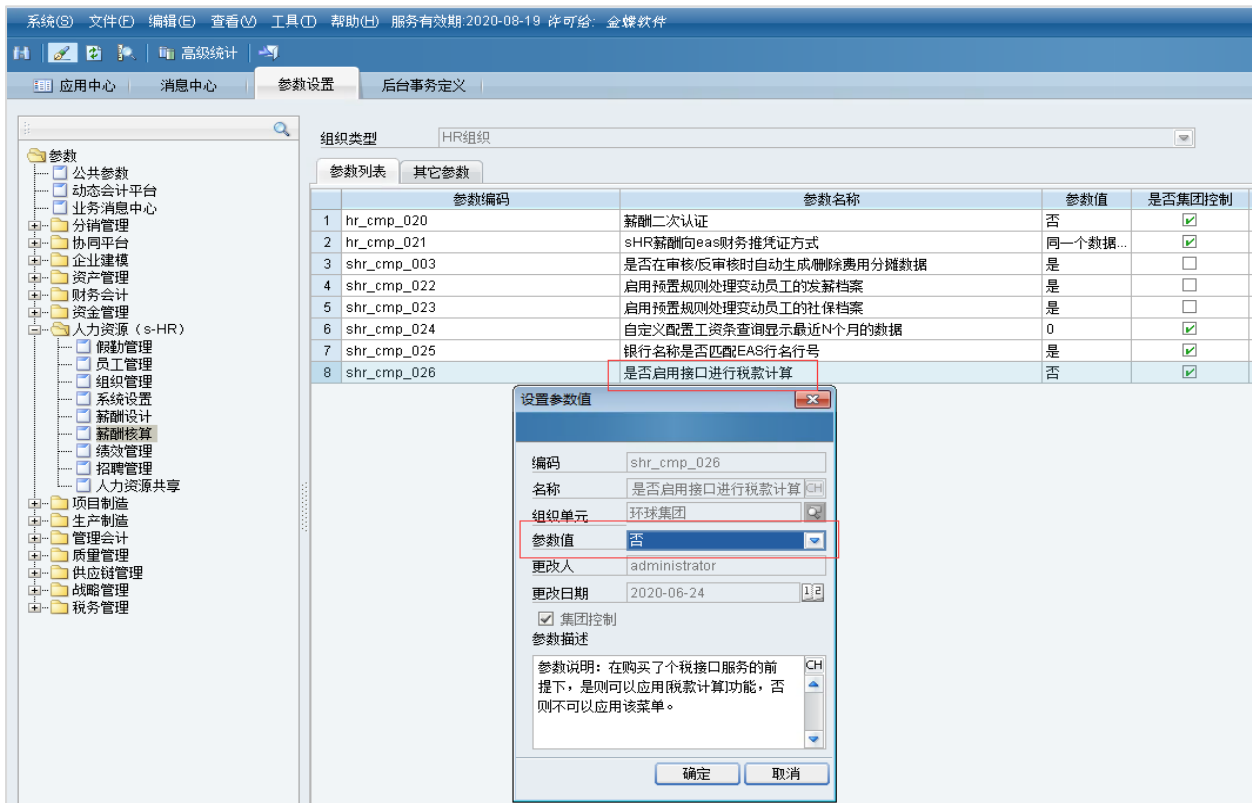 系统(S) 文件(F) 编辑(E) 查看(V) 工具(T) 帮助(H) 服务有效期:2020-08-19 许可给: 金蝶软件
高级统计
应用中心 消息中心 参数设置 后台事务定义
组织类型 HR组织
参数列表 其它参数
参数
公共参数
动态会计平台
业务消息中心
分销管理
协同平台
企业建模
资产管理
财务会计
资金管理
人力资源（s-HR）
假勤管理
员工管理
组织管理
系统设置
薪酬设计
薪酬核算
绩效管理
招聘管理
人力资源共享
项目制造
生产制造
管理会计
质量管理
供应链管理
战略管理
税务管理
参数编码 参数名称 参数值 是否集团控制
1 hr_cmp_020 薪酬二次认证 否
2 hr_cmp_021 sHR薪酬向eas财务推凭证方式 同一个数据...
3 shr_cmp_003 是否在审核/反审核时自动生成/删除费用分摊数据 是
4 shr_cmp_022 启用预置规则处理变动员工的发薪档案 是
5 shr_cmp_023 启用预置规则处理变动员工的社保档案 是
6 shr_cmp_024 自定义配置工资条查询显示最近N个月的数据 0
7 shr_cmp_025 银行名称是否匹配EAS行名行号 是
8 shr_cmp_026 是否启用接口进行税款计算 否
设置参数值
编码 shr_cmp_026
名称 是否启用接口进行税款计算 CH
组织单元 环球集团
参数值 否
更改人 administrator
更改日期 2020-06-24
集团控制
参数描述
参数说明：在购买了个税接口服务的前 CH
提下，是则可以应用[税款计算]功能，否
则不可以应用该菜单。
确定 取消